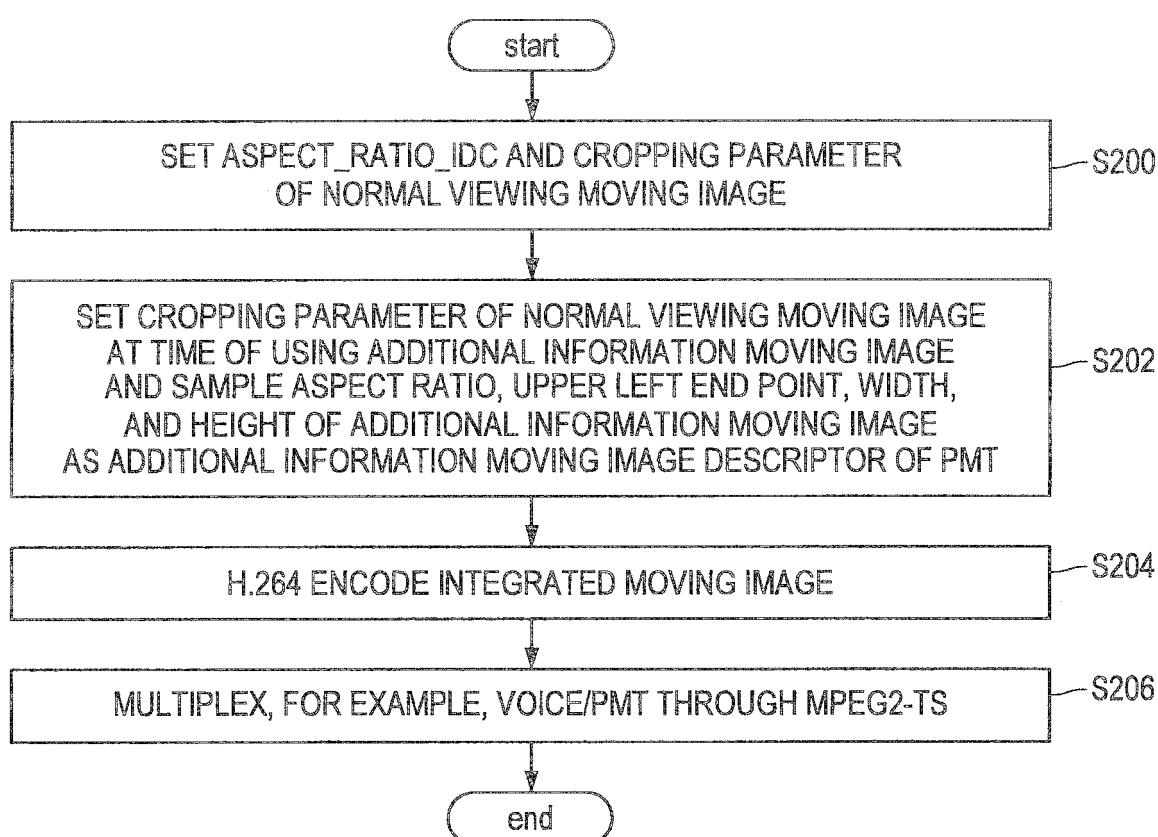 start
SET ASPECT_RATIO_IDC AND CROPPING PARAMETER
OF NORMAL VIEWING MOVING IMAGE
S200
SET CROPPING PARAMETER OF NORMAL VIEWING MOVING IMAGE
AT TIME OF USING ADDITIONAL INFORMATION MOVING IMAGE
AND SAMPLE ASPECT RATIO, UPPER LEFT END POINT, WIDTH,
AND HEIGHT OF ADDITIONAL INFORMATION MOVING IMAGE
AS ADDITIONAL INFORMATION MOVING IMAGE DESCRIPTOR OF PMT
S202
H.264 ENCODE INTEGRATED MOVING IMAGE
S204
MULTIPLEX, FOR EXAMPLE, VOICE/PMT THROUGH MPEG2-TS
S206
end